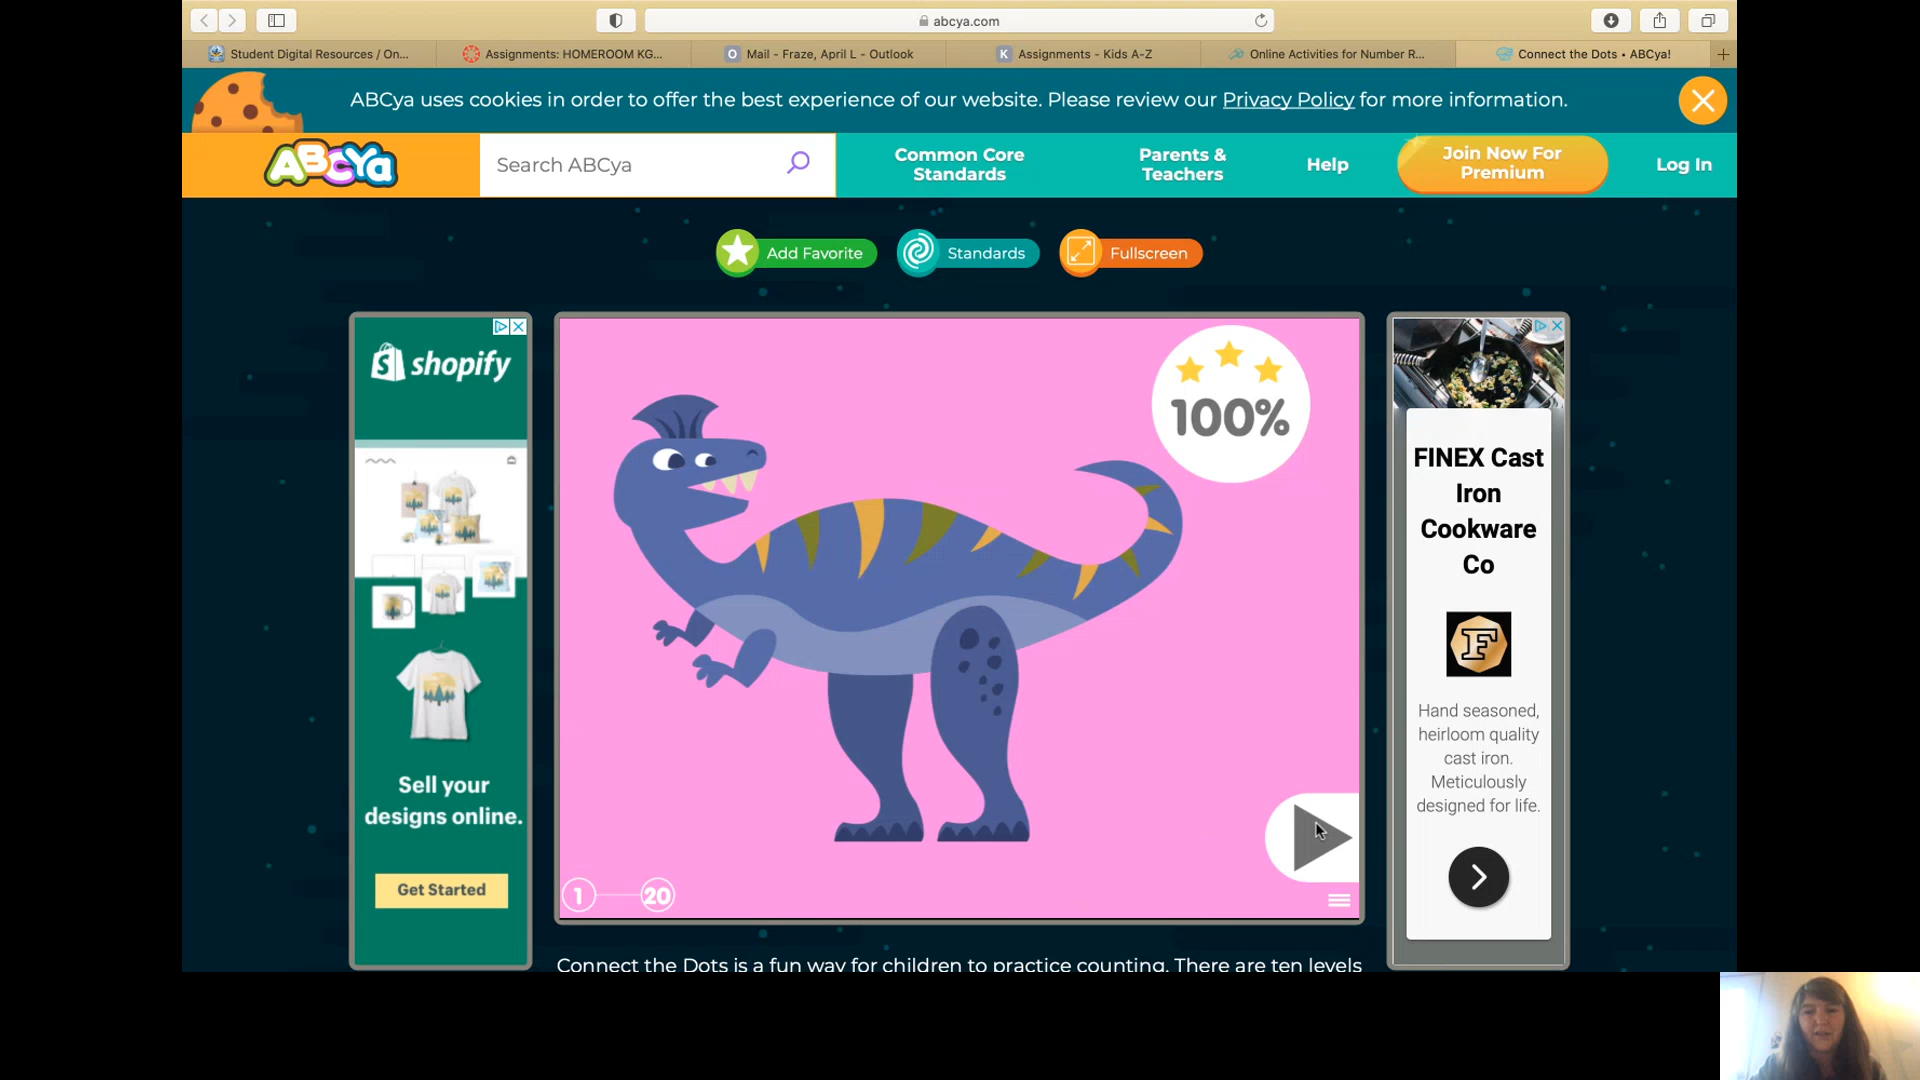 abcya.com
Student Digital Resources / On...
Assignments: HOMEROOM KG...
Mail - Fraze, April L - Outlook
Assignments - Kids A-Z
Online Activities for Number R...
Connect the Dots • ABCya!
ABCya uses cookies in order to offer the best experience of our website. Please review our Privacy Policy for more information.
ABCYa
Search ABCya
Common Core
Standards
Parents &
Teachers
Help
Join Now For
Premium
Log In
Add Favorite
Standards
Fullscreen
shopify
Sell your
designs online.
Get Started
100%
1
20
FINEX Cast
Iron
Cookware
Co
F
Hand seasoned,
heirloom quality
cast iron.
Meticulously
designed for life.
Connect the Dots is a fun way for children to practice counting. There are ten levels